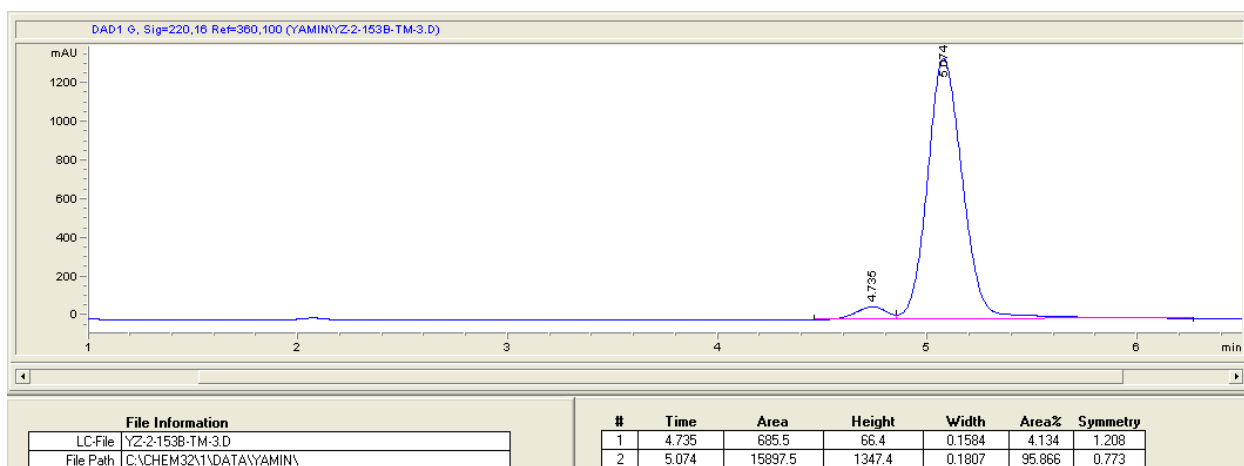 DAD1 G, Sig=220,16 Ref=360,100 (YAMIN\YZ-2-153B-TM-3.D)
mAU
1200
1000
800
600
400
200
0
4.735
5.074
1 2 3 4 5 6 min
File Information
LC-File YZ-2-153B-TM-3.D
File Path C:\CHEM32\1\DATA\YAMIN\
# Time Area Height Width Area% Symmetry
1 4.735 685.5 66.4 0.1584 4.134 1.208
2 5.074 15897.5 1347.4 0.1807 95.866 0.773